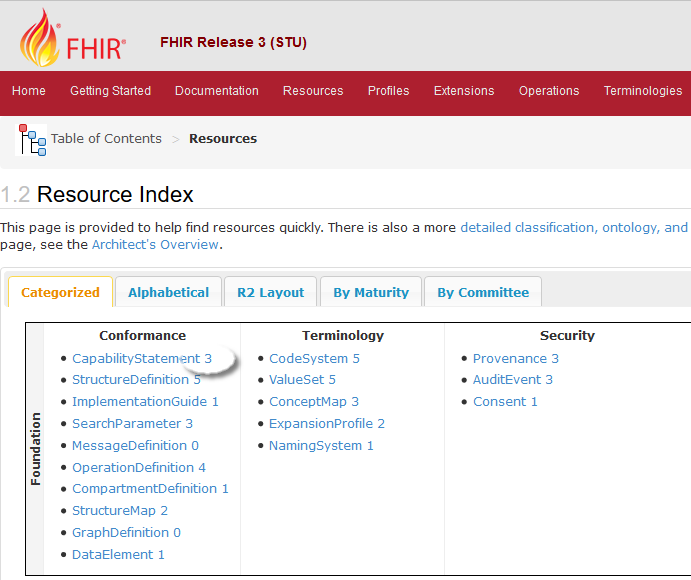 FHIR®
FHIR Release 3 (STU)
Home Getting Started Documentation Resources Profiles Extensions Operations Terminologies
Table of Contents > Resources
1.2 Resource Index
This page is provided to help find resources quickly. There is also a more detailed classification, ontology, and
page, see the Architect's Overview.
Categorized Alphabetical R2 Layout By Maturity By Committee
Foundation
Conformance
• CapabilityStatement 3
• StructureDefinition 5
• ImplementationGuide 1
• SearchParameter 3
• MessageDefinition 0
• OperationDefinition 4
• CompartmentDefinition 1
• StructureMap 2
• GraphDefinition 0
• DataElement 1
Terminology
• CodeSystem 5
• ValueSet 5
• ConceptMap 3
• ExpansionProfile 2
• NamingSystem 1
Security
• Provenance 3
• AuditEvent 3
• Consent 1